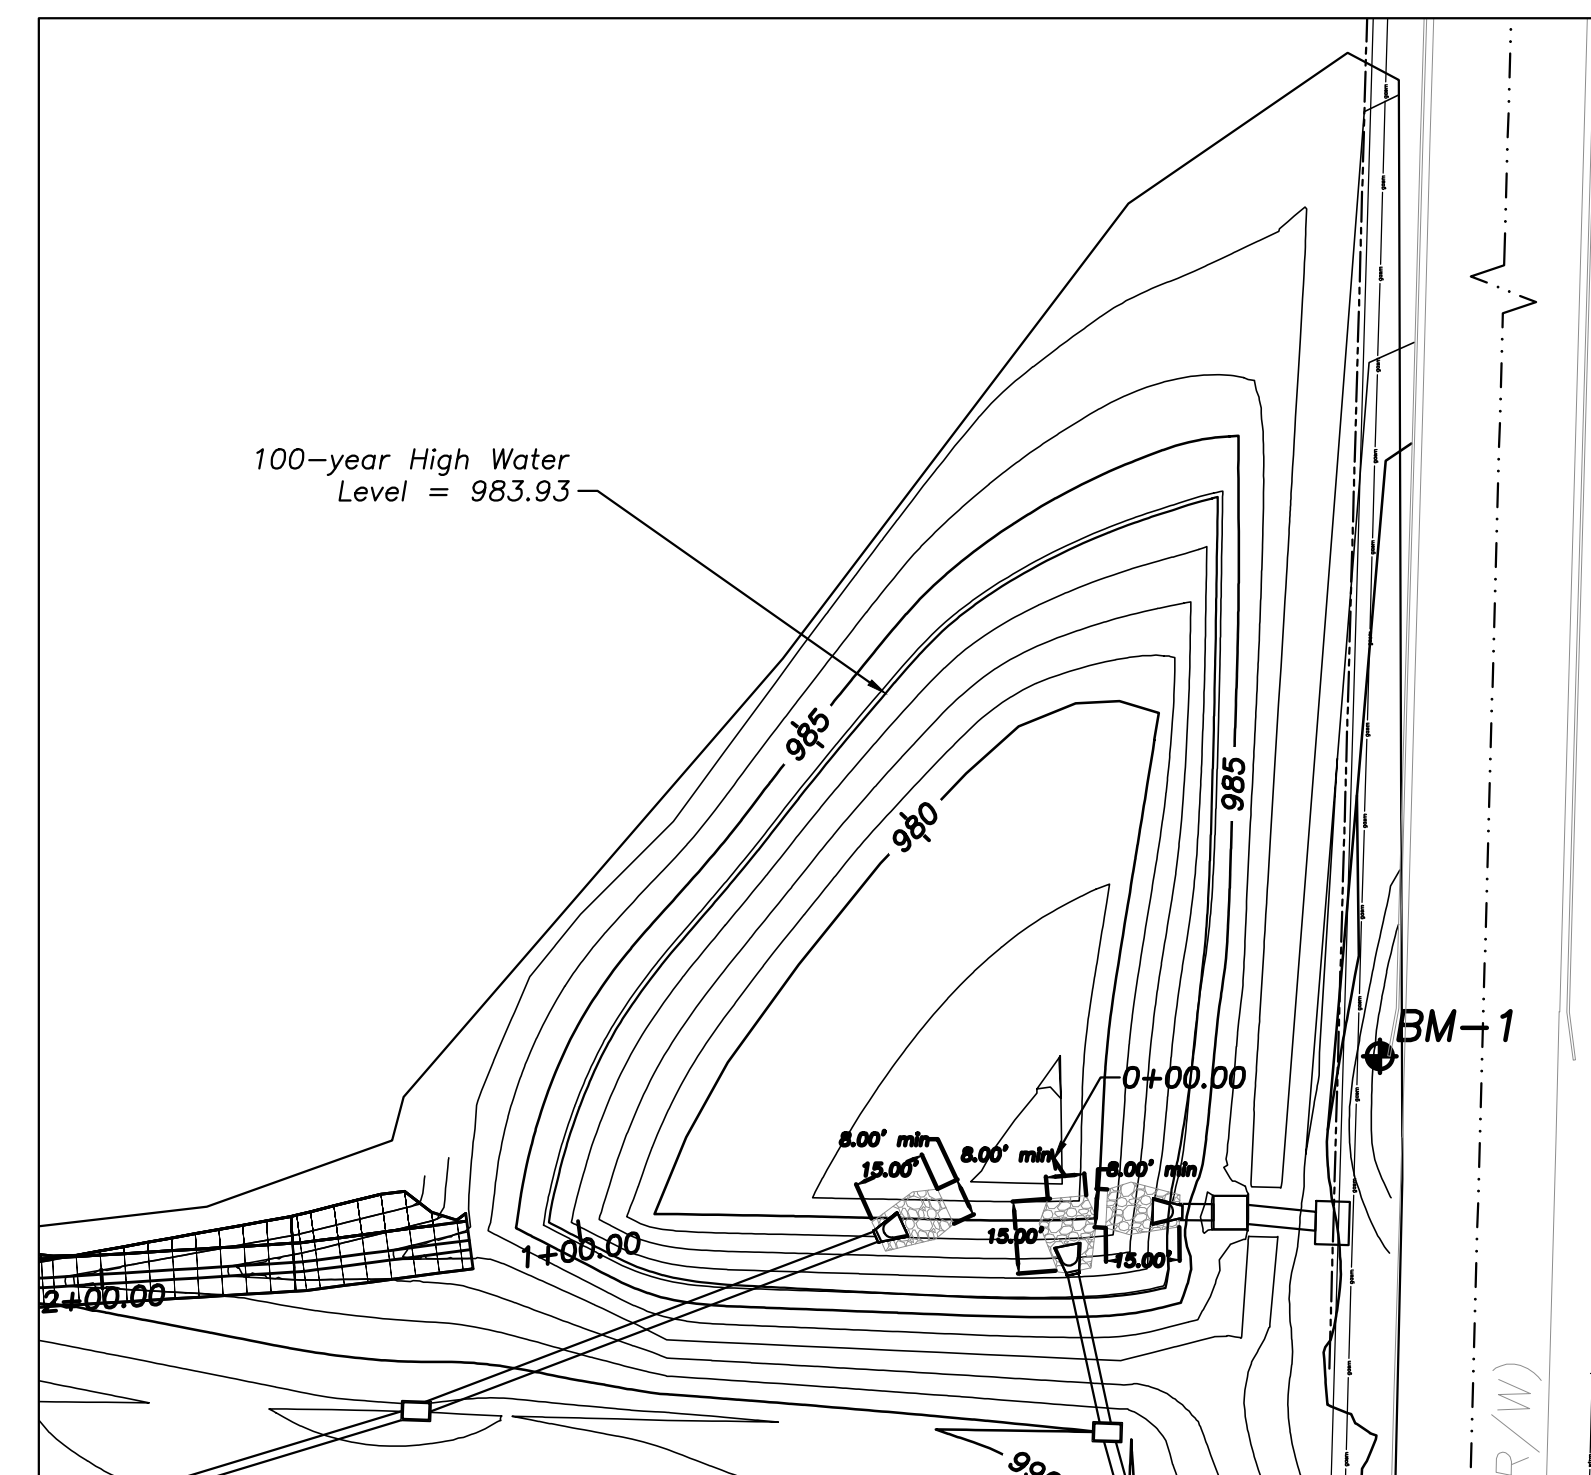 100-year High Water
Level = 983.93
985
985
980
BM-1
0+00.00
8.00' min
8.00' min
8.00' min
15.00'
15.00'
15.00'
1+00.00
2+00.00
R/W)